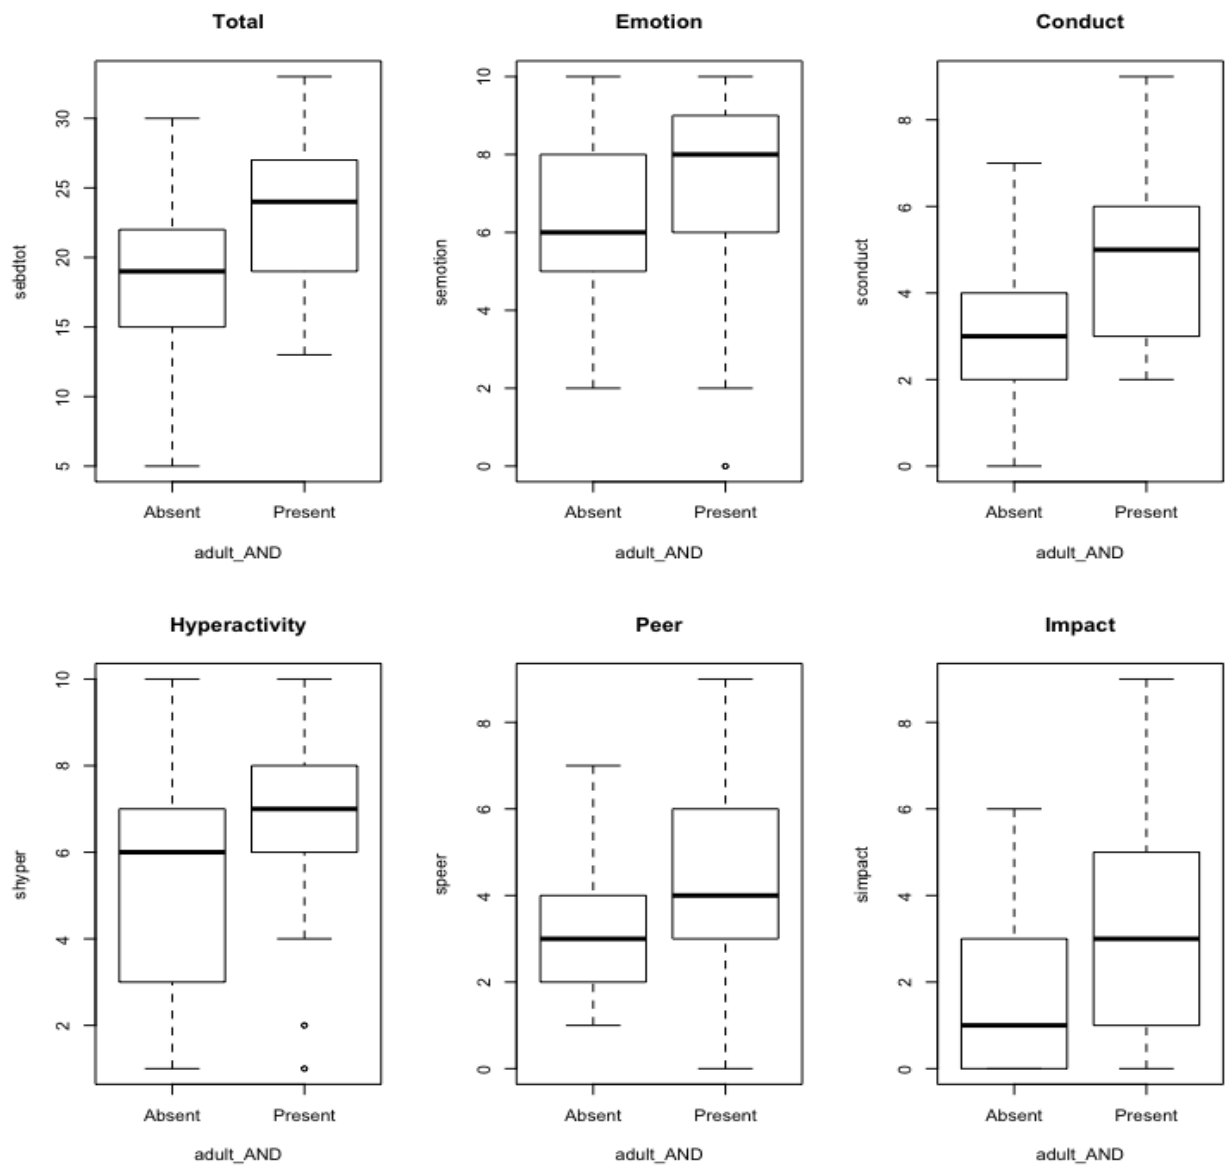 Total
sebdtot
30
25
20
15
10
5
Absent Present
adult_AND
Emotion
semotion
10
8
6
4
2
0
Absent Present
adult_AND
Conduct
sconduct
8
6
4
2
0
Absent Present
adult_AND
Hyperactivity
shyper
10
8
6
4
2
Absent Present
adult_AND
Peer
speer
8
6
4
2
0
Absent Present
adult_AND
Impact
simpact
8
6
4
2
0
Absent Present
adult_AND